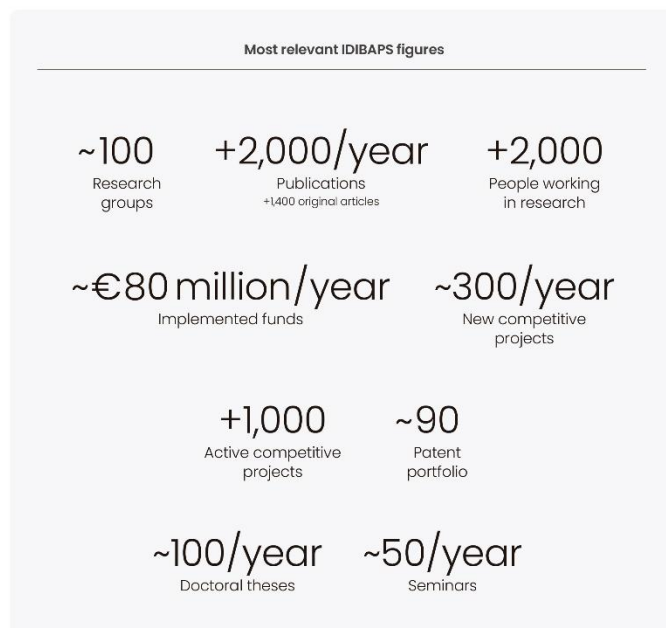 Most relevant IDIBAPS figures
~100
Research
groups
+2,000/year
Publications
+1,400 original articles
+2,000
People working
in research
~€80 million/year
Implemented funds
~300/year
New competitive
projects
+1,000
Active competitive
projects
~90
Patent
portfolio
~100/year
Doctoral theses
~50/year
Seminars